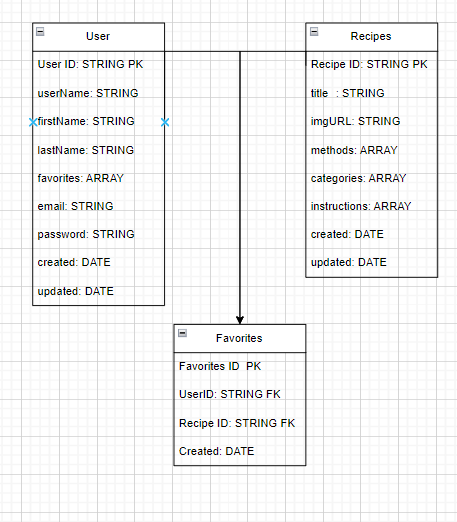 User
User ID: STRING PK
userName: STRING
firstName: STRING
lastName: STRING
favorites: ARRAY
email: STRING
password: STRING
created: DATE
updated: DATE
Recipes
Recipe ID: STRING PK
title : STRING
imgURL: STRING
methods: ARRAY
categories: ARRAY
instructions: ARRAY
created: DATE
updated: DATE
Favorites
Favorites ID PK
UserID: STRING FK
Recipe ID: STRING FK
Created: DATE